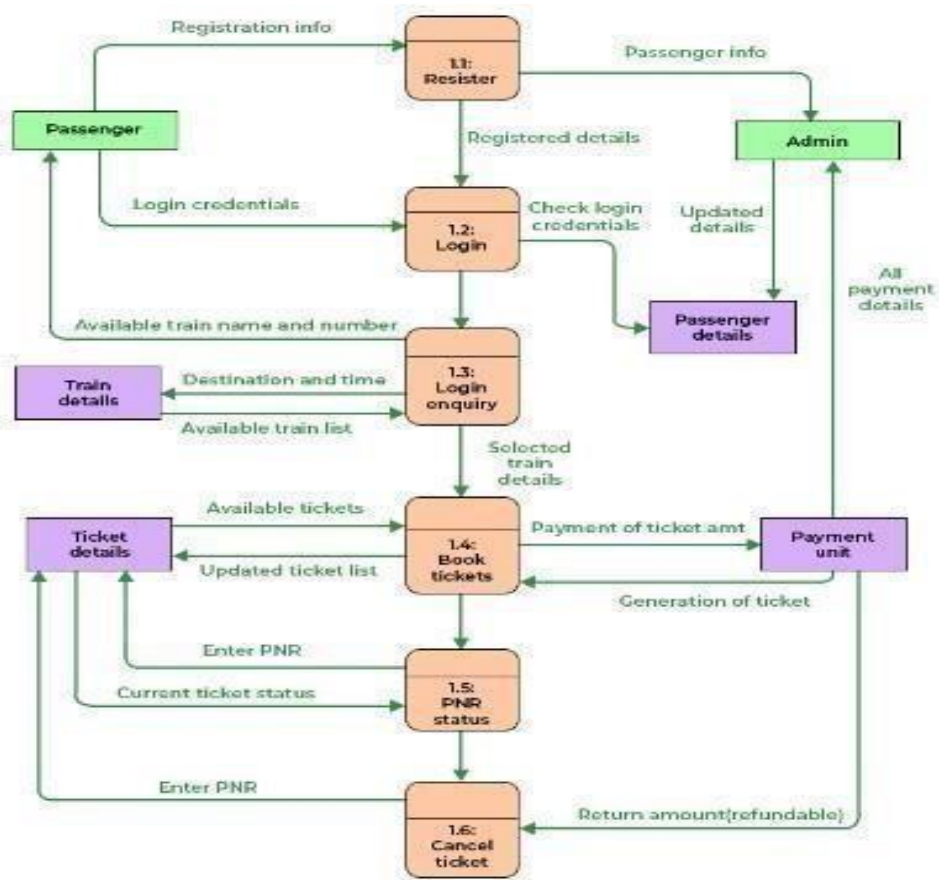 Registration info
Passenger info
1.1:
Resister
Passenger
Admin
Registered details
Login credentials
Check login
credentials
Updated
details
1.2:
Login
All
payment
details
Available train name and number
Passenger
details
1.3:
Login
enquiry
Destination and time
Train
details
Available train list
Selected
train
details
Available tickets
Payment of ticket amt
Ticket
details
1.4:
Book
tickets
Payment
unit
Updated ticket list
Generation of ticket
Enter PNR
1.5:
PNR
status
Current ticket status
Enter PNR
Return amount(refundable)
1.6:
Cancel
ticket